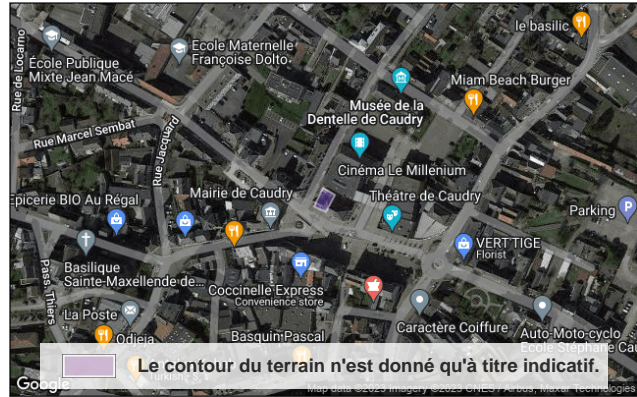 le basilic
École Publique
Mixte Jean Macé
Ecole Maternelle
Françoise Dolto
Rue de Locarno
Miam Beach Burger
Musée de la
Dentelle de Caudry
Rue Marcel Sembat
Rue Jacquard
Cinéma Le Millenium
Epicerie BIO Au Régal
Mairie de Caudry
Théâtre de Caudry
Parking
Basilique
Sainte-Maxellende de...
Pass. Thiers
VERT'TIGE
Florist
Coccinelle Express
Convenience store
La Poste
Odieia
Basquin Pascal
Caractère Coiffure
Auto-Moto-cyclo
Ecole Stéphane Cau
Le contour du terrain n'est donné qu'à titre indicatif.
Google
Map data ©2023 Imagery ©2023 CNES / Airbus, Maxar Technologies